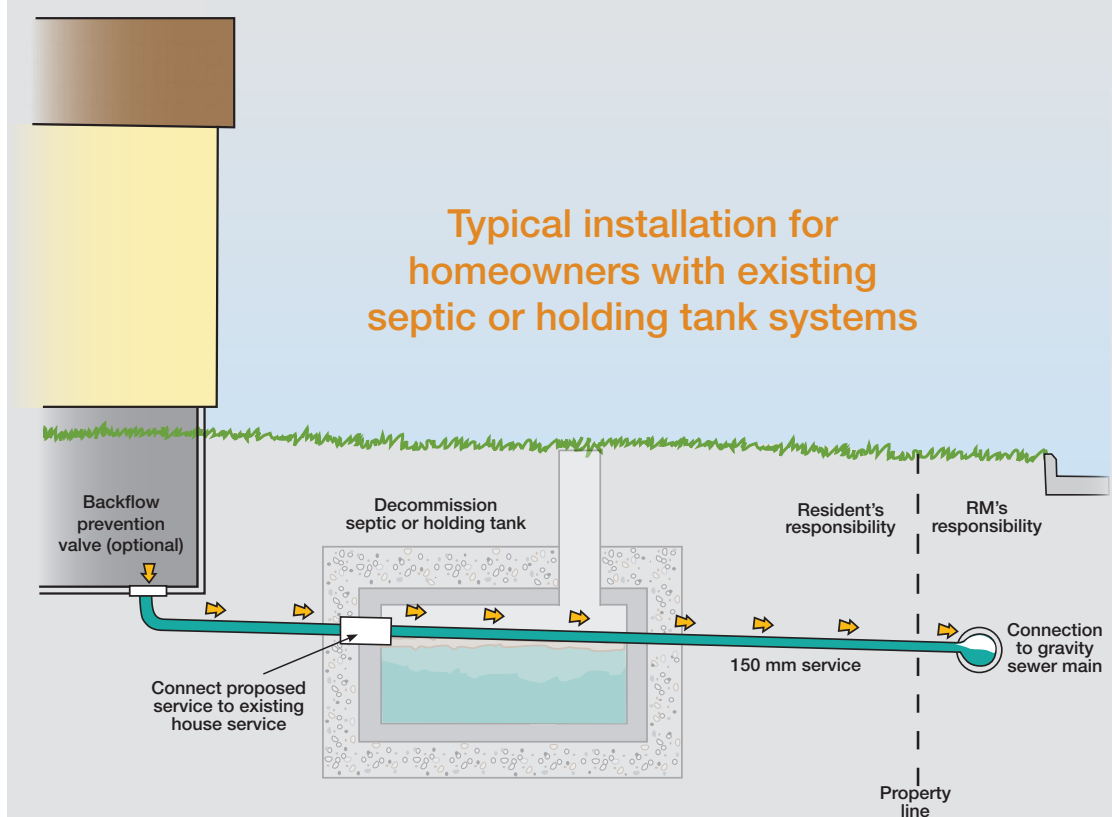 Typical installation for
homeowners with existing
septic or holding tank systems
Backflow
prevention
valve (optional)
Decommission
septic or holding tank
Resident's
responsibility
RM's
responsibility
Connect proposed
service to existing
house service
150 mm service
Connection
to gravity
sewer main
Property
line